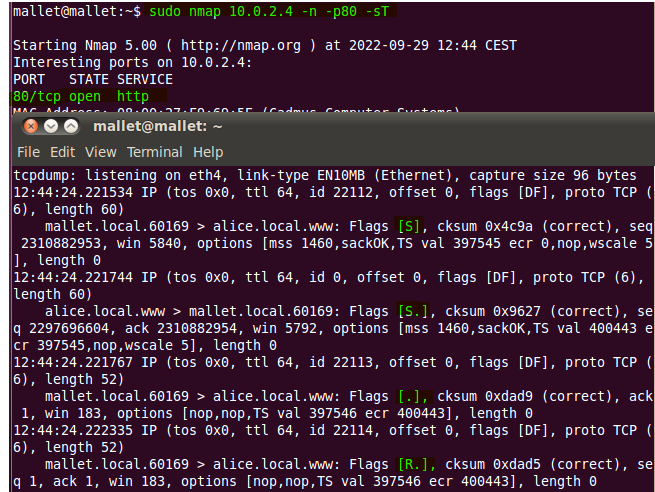 mallet@mallet:~$ sudo nmap 10.0.2.4 -n -p80 -sT
Starting Nmap 5.00 ( http://nmap.org ) at 2022-09-29 12:44 CEST
Interesting ports on 10.0.2.4:
PORT   STATE SERVICE
80/tcp open  http
MAC Address: (Cadmus Computer Systems)
mallet@mallet: ~
File Edit View Terminal Help
tcpdump: listening on eth4, link-type EN10MB (Ethernet), capture size 96 bytes
12:44:24.221534 IP (tos 0x0, ttl 64, id 22112, offset 0, flags [DF], proto TCP (
6), length 60)
    mallet.local.60169 > alice.local.www: Flags [S], cksum 0x4c9a (correct), seq
 2310882953, win 5840, options [mss 1460,sackOK,TS val 397545 ecr 0,nop,wscale 5
], length 0
12:44:24.221744 IP (tos 0x0, ttl 64, id 0, offset 0, flags [DF], proto TCP (6),
length 60)
    alice.local.www > mallet.local.60169: Flags [S.], cksum 0x9627 (correct), se
q 2297696604, ack 2310882954, win 5792, options [mss 1460,sackOK,TS val 400443 e
cr 397545,nop,wscale 5], length 0
12:44:24.221767 IP (tos 0x0, ttl 64, id 22113, offset 0, flags [DF], proto TCP (
6), length 52)
    mallet.local.60169 > alice.local.www: Flags [.], cksum 0xdad9 (correct), ack
 1, win 183, options [nop,nop,TS val 397546 ecr 400443], length 0
12:44:24.222335 IP (tos 0x0, ttl 64, id 22114, offset 0, flags [DF], proto TCP (
6), length 52)
    mallet.local.60169 > alice.local.www: Flags [R.], cksum 0xdad5 (correct), se
q 1, ack 1, win 183, options [nop,nop,TS val 397546 ecr 400443], length 0